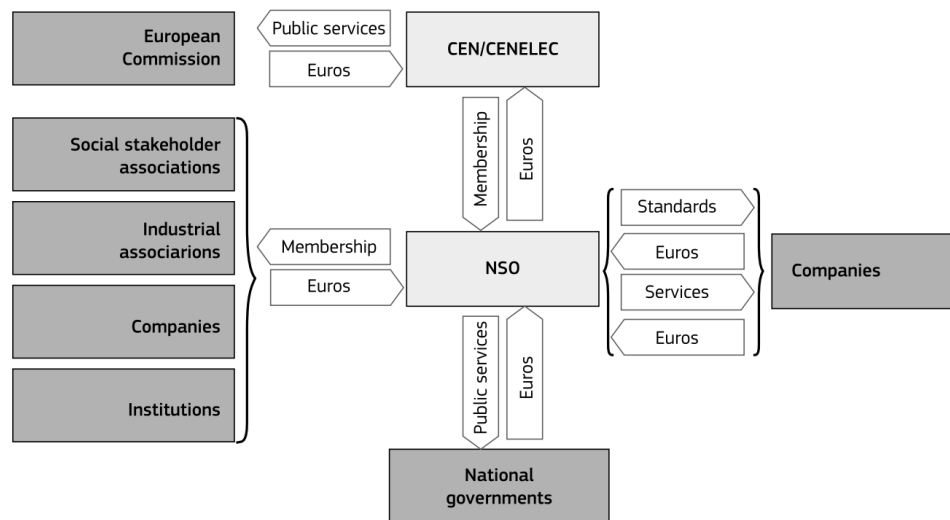 European
Commission
Public services
Euros
CEN/CENELEC
Membership
Euros
Social stakeholder
associations
Industrial
associarions
Companies
Institutions
Membership
Euros
NSO
Standards
Euros
Services
Euros
Companies
Public services
Euros
National
governments